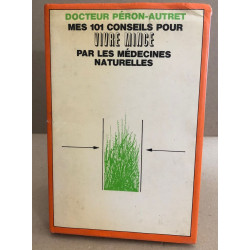 DOCTEUR PÉRON-AUTRET
MES 101 CONSEILS POUR
VIVRE MINCE
PAR LES MÉDECINES
NATURELLES